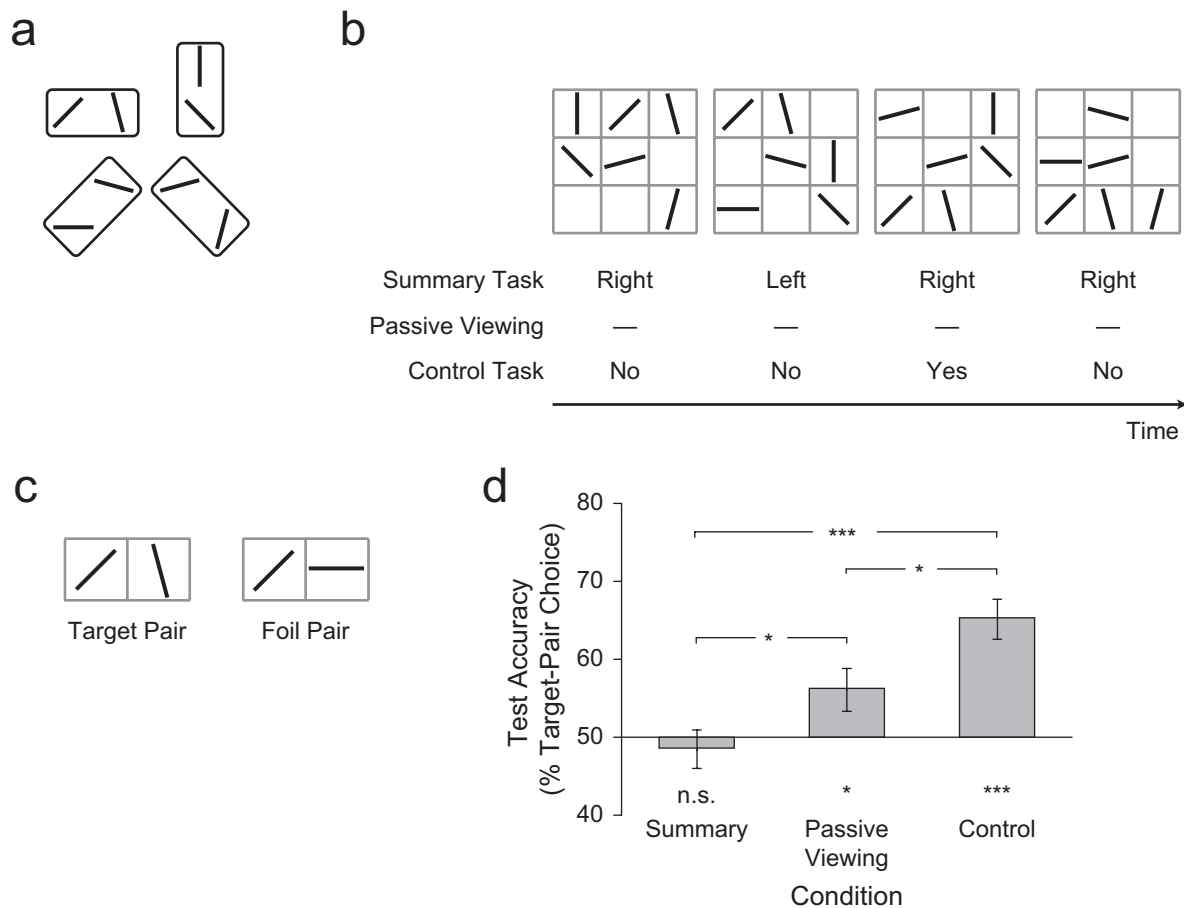 a
b
Summary Task Right Left Right Right
Passive Viewing — — — —
Control Task No No Yes No
Time
c
Target Pair Foil Pair
d
Test Accuracy
(% Target-Pair Choice)
80
70
60
50
40
***
*
*
n.s. * ***
Summary Passive Viewing Control
Condition